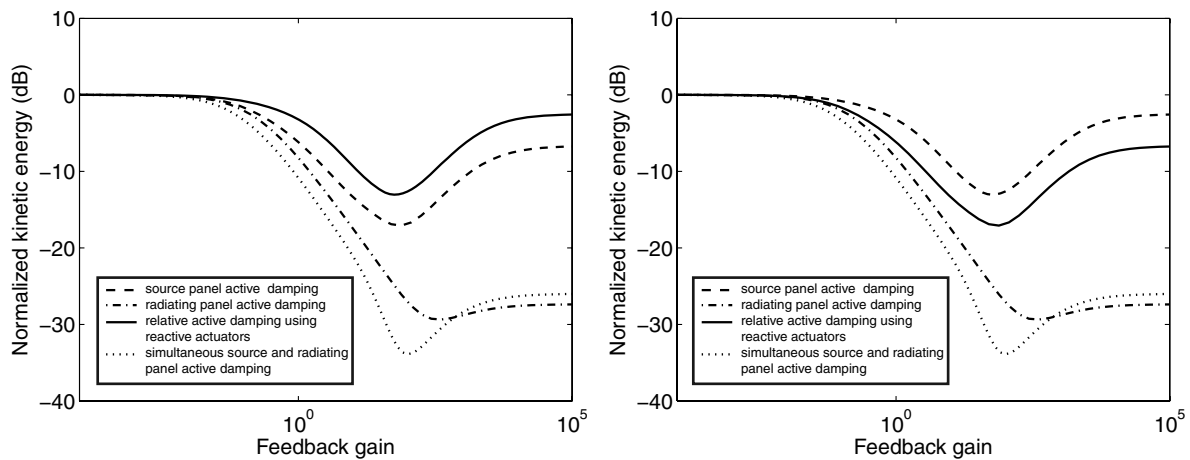 10
0
−10
−20
−30
−40
Normalized kinetic energy (dB)
source panel active damping
radiating panel active damping
relative active damping using
reactive actuators
simultaneous source and radiating
panel active damping
10^0
10^5
Feedback gain
10
0
−10
−20
−30
−40
Normalized kinetic energy (dB)
source panel active damping
radiating panel active damping
relative active damping using
reactive actuators
simultaneous source and radiating
panel active damping
10^0
10^5
Feedback gain